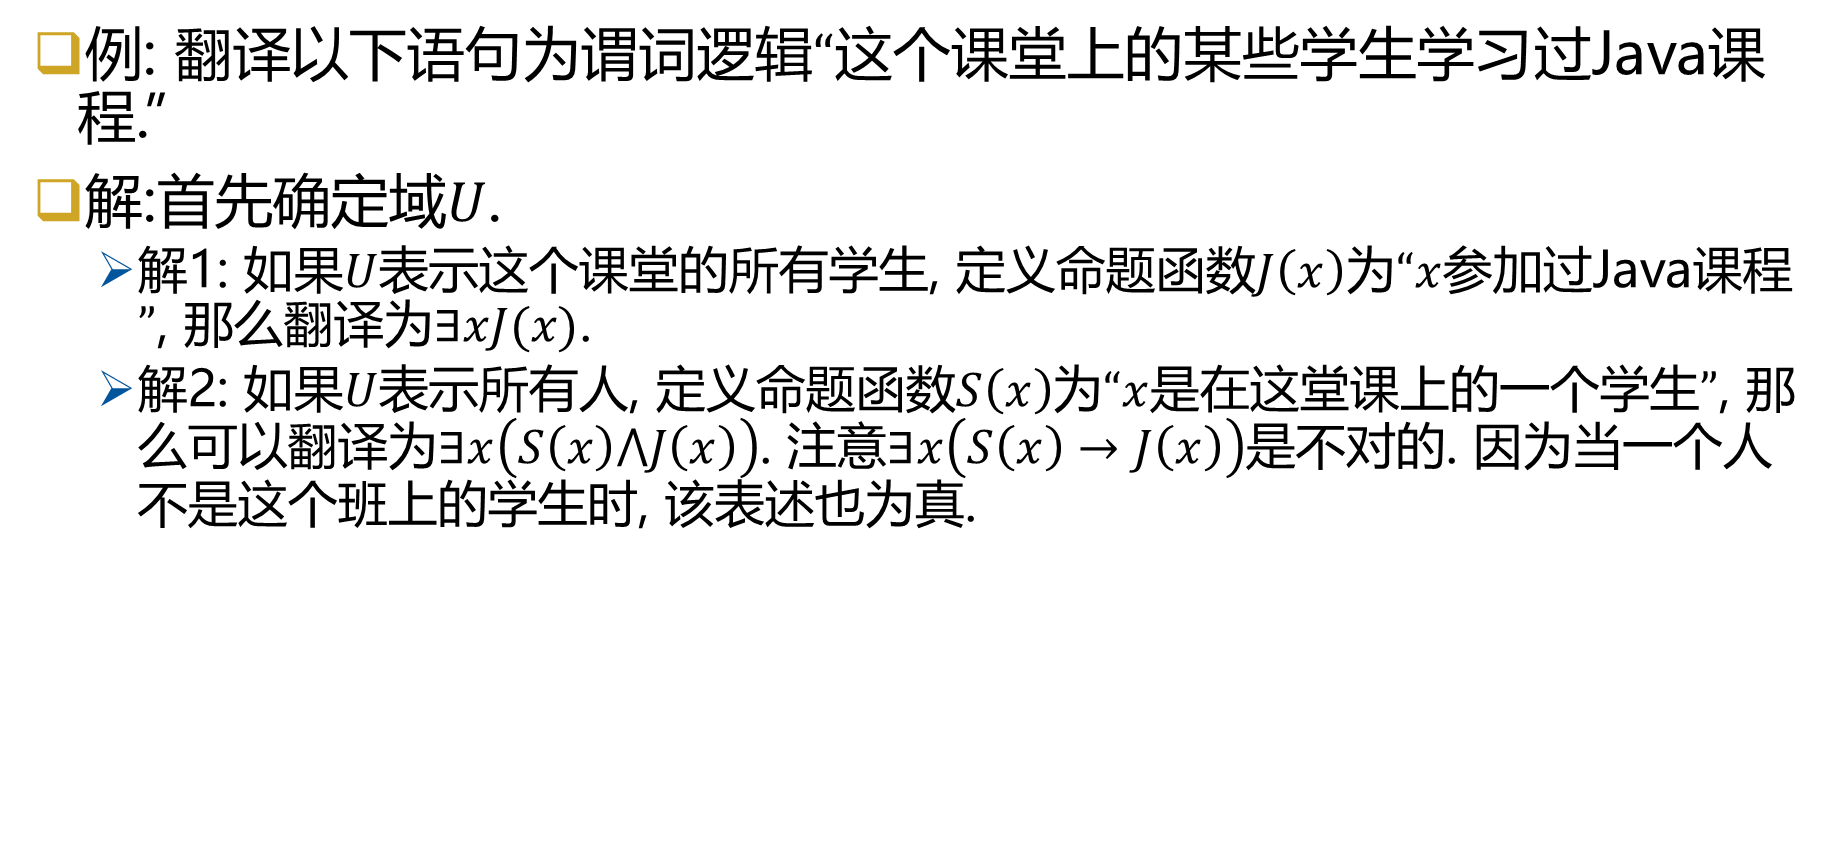 例: 翻译以下语句为谓词逻辑“这个课堂上的某些学生学习过Java课
程.”
解:首先确定域U.
解1: 如果U表示这个课堂的所有学生, 定义命题函数J(x)为“x参加过Java课程
”, 那么翻译为∃xJ(x).
解2: 如果U表示所有人, 定义命题函数S(x)为“x是在这堂课上的一个学生”, 那
么可以翻译为∃x(S(x)∧J(x)). 注意∃x(S(x) → J(x))是不对的. 因为当一个人
不是这个班上的学生时, 该表述也为真.